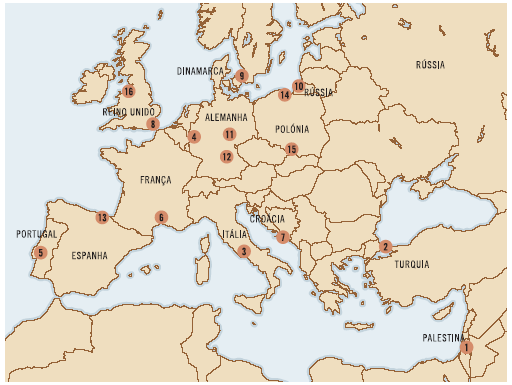 RÚSSIA
DINAMARCA
9
10
16
14
RÚSSIA
REINO UNIDO
ALEMANHA
8
4
11
POLÓNIA
12
15
FRANÇA
13
6
CROÁCIA
PORTUGAL
ITÁLIA
7
2
5
ESPANHA
3
TURQUIA
PALESTINA
1